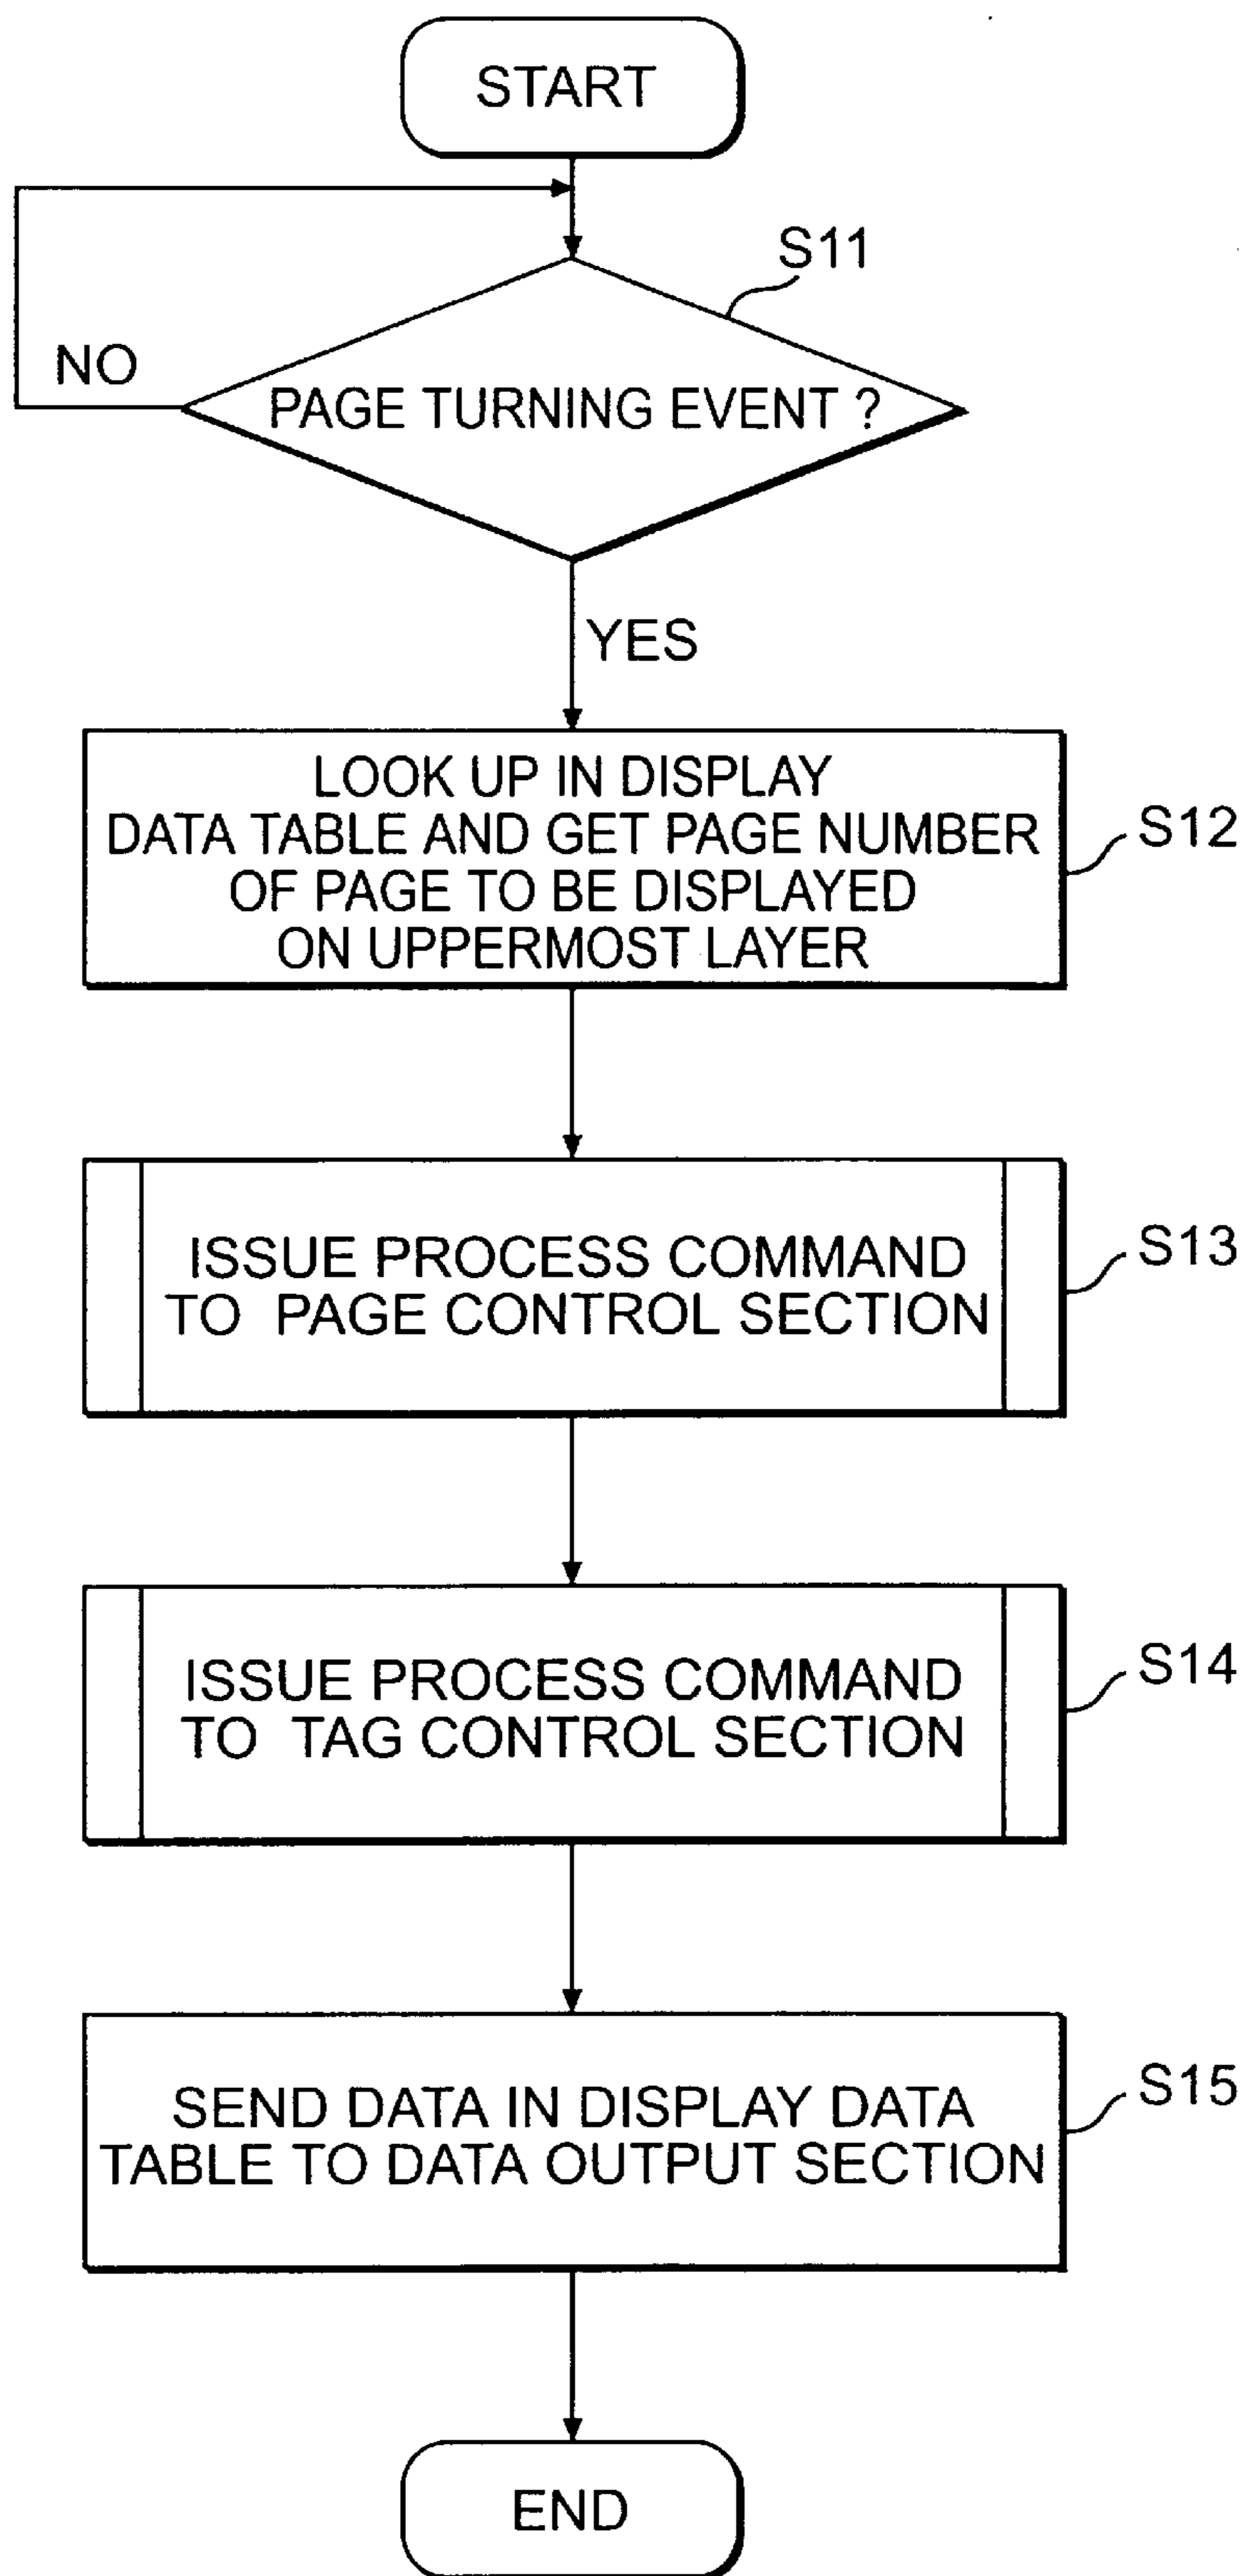 START
S11
NO
PAGE TURNING EVENT ?
YES
LOOK UP IN DISPLAY
DATA TABLE AND GET PAGE NUMBER
OF PAGE TO BE DISPLAYED
ON UPPERMOST LAYER
S12
ISSUE PROCESS COMMAND
TO PAGE CONTROL SECTION
S13
ISSUE PROCESS COMMAND
TO TAG CONTROL SECTION
S14
SEND DATA IN DISPLAY DATA
TABLE TO DATA OUTPUT SECTION
S15
END